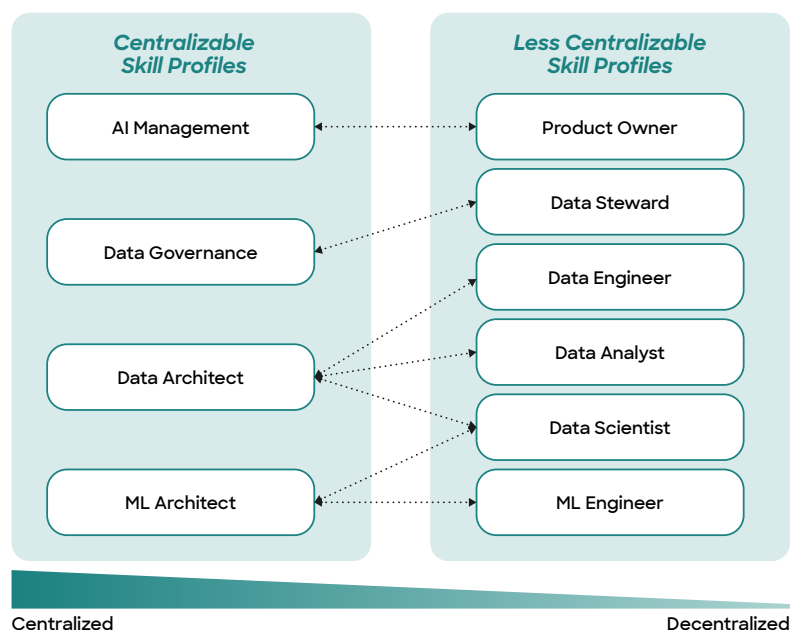 Centralizable
Skill Profiles
AI Management
Data Governance
Data Architect
ML Architect
Less Centralizable
Skill Profiles
Product Owner
Data Steward
Data Engineer
Data Analyst
Data Scientist
ML Engineer
Centralized
Decentralized